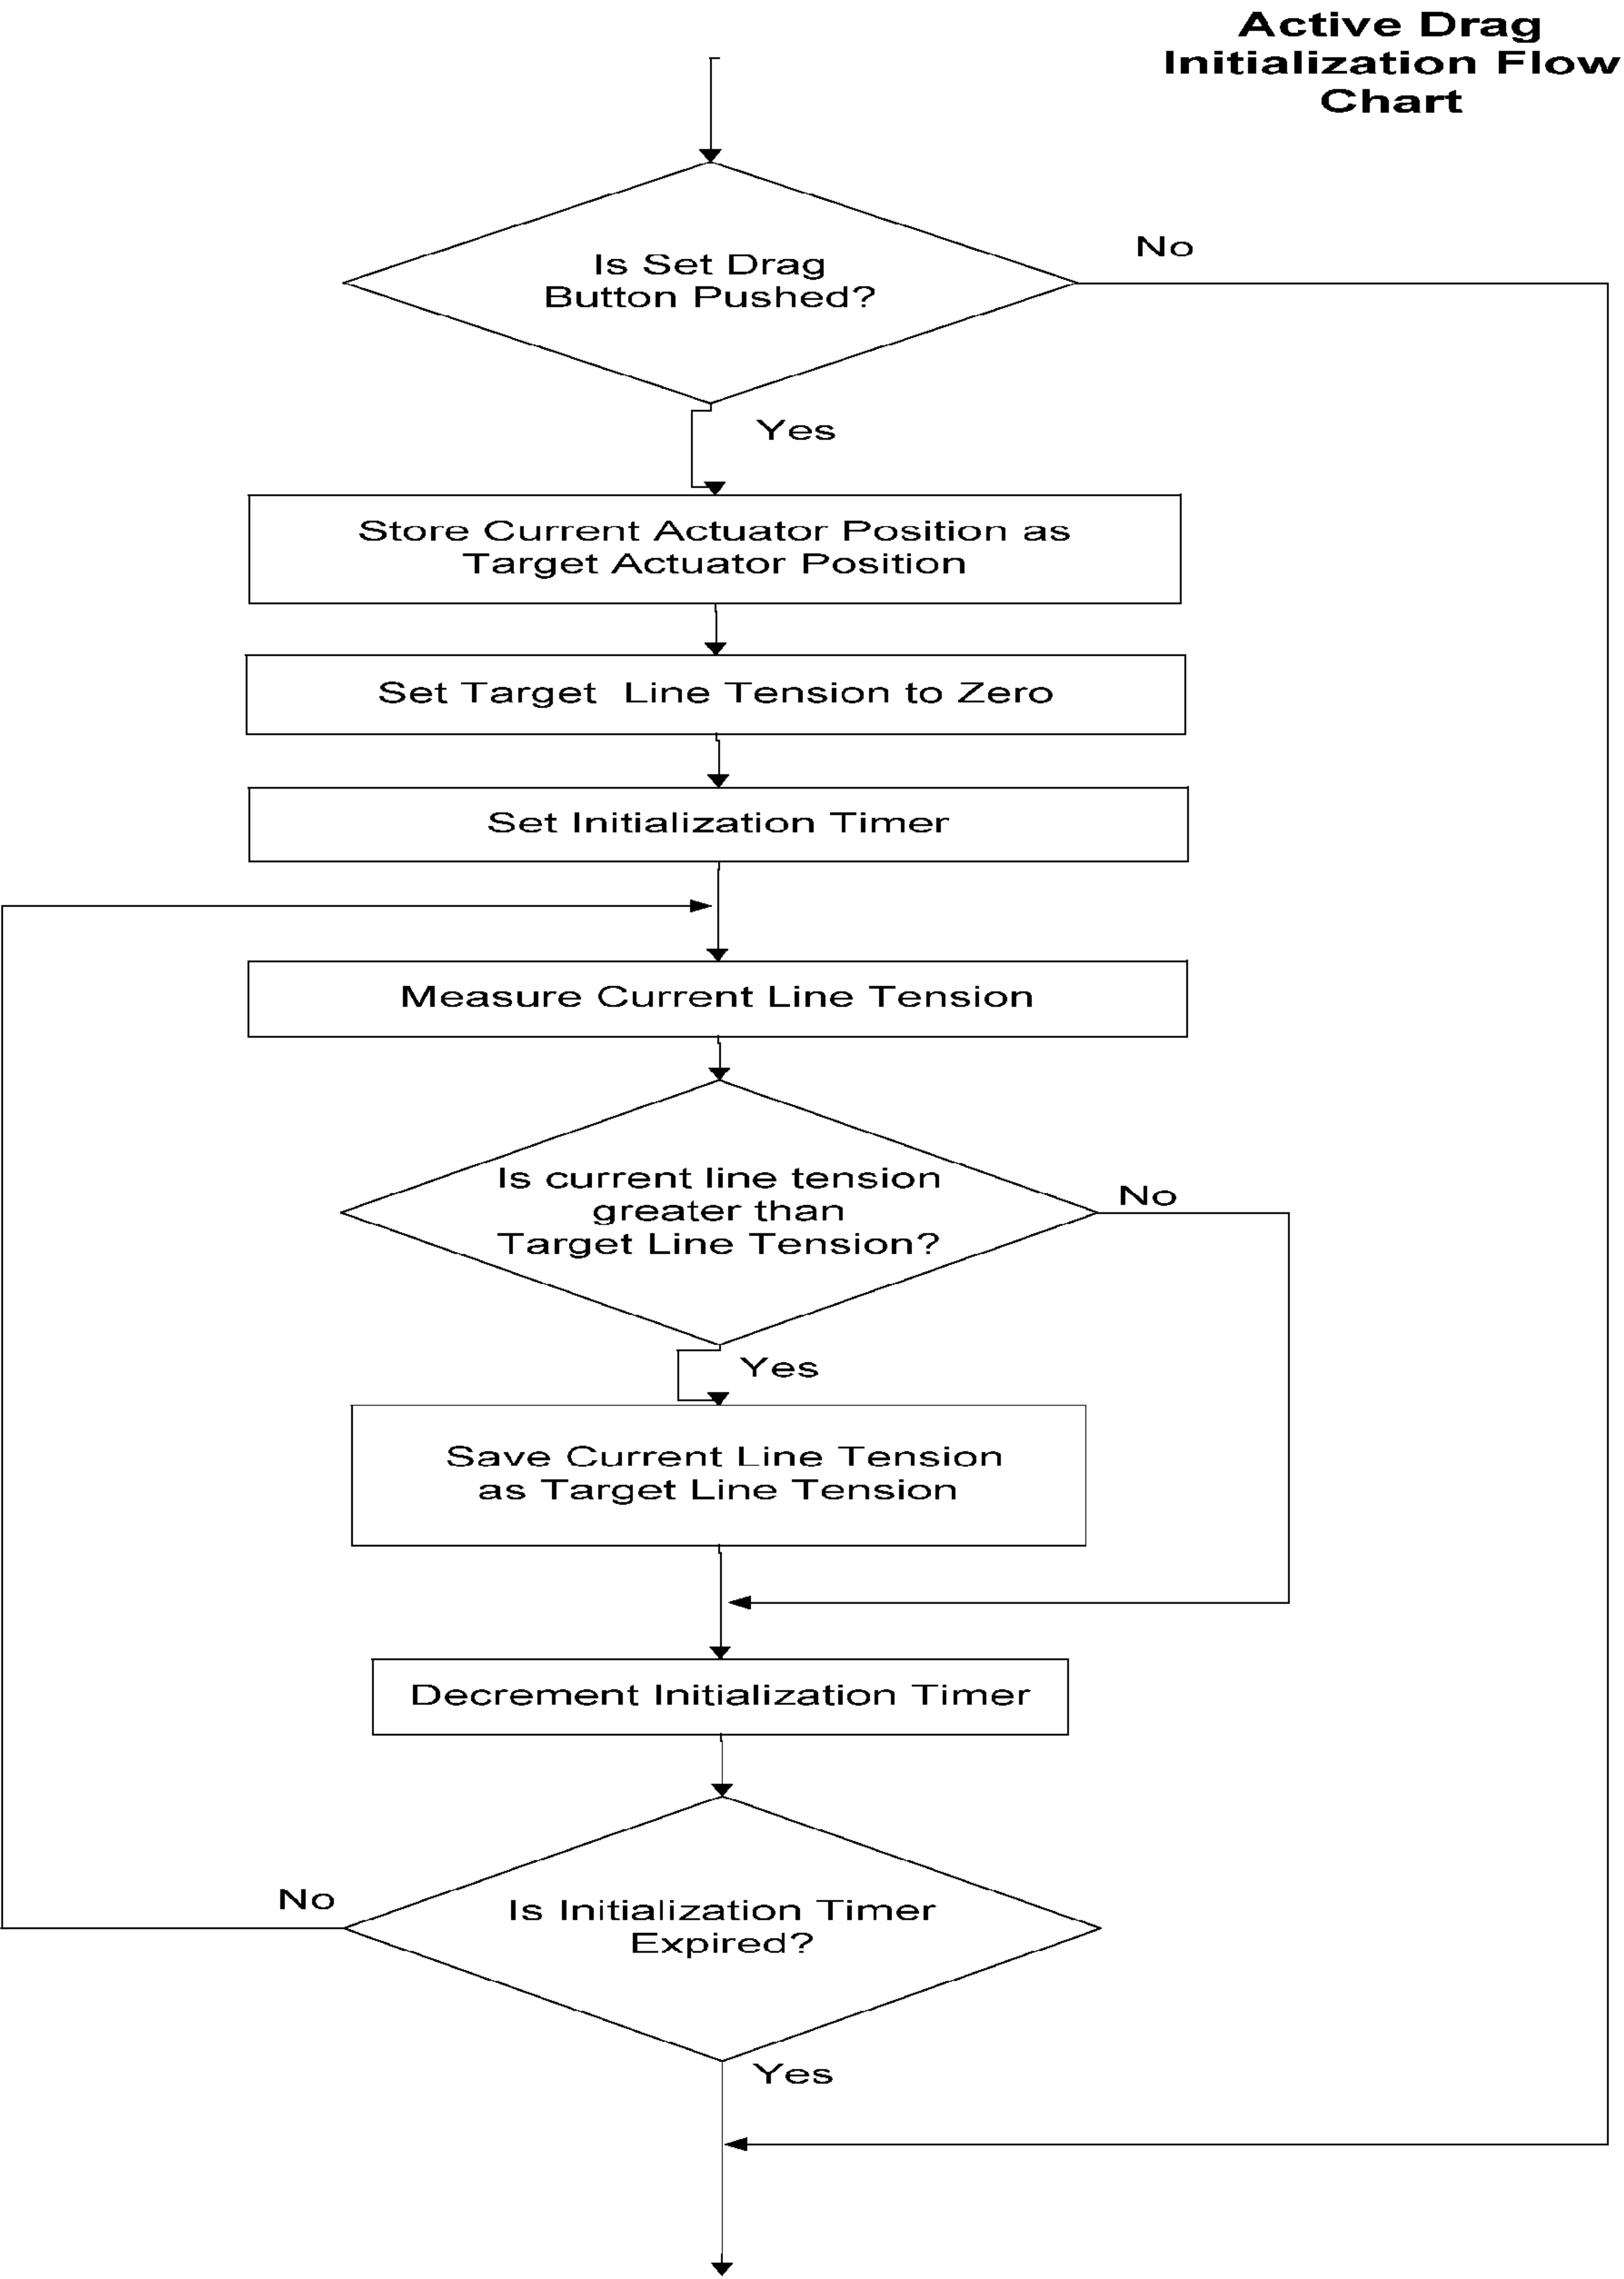 Active Drag
Initialization Flow
Chart
Is Set Drag
Button Pushed?
No
Yes
Store Current Actuator Position as
Target Actuator Position
Set Target Line Tension to Zero
Set Initialization Timer
Measure Current Line Tension
Is current line tension
greater than
Target Line Tension?
No
Yes
Save Current Line Tension
as Target Line Tension
Decrement Initialization Timer
Is Initialization Timer
Expired?
No
Yes